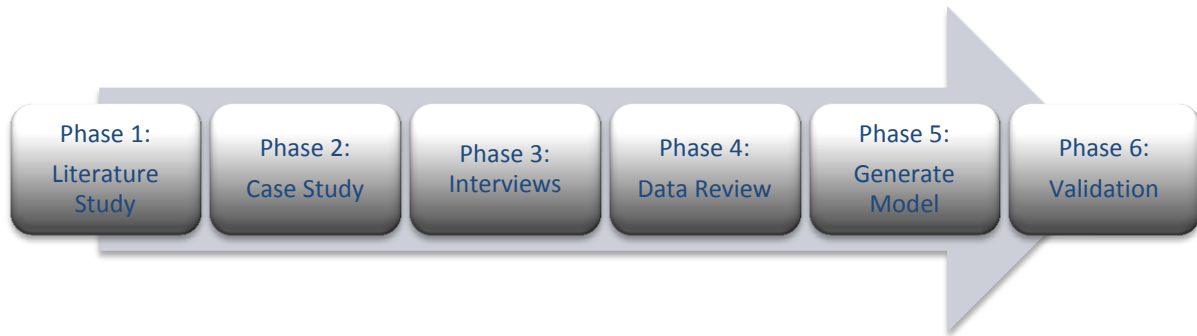 Phase 1:
Literature
Study
Phase 2:
Case Study
Phase 3:
Interviews
Phase 4:
Data Review
Phase 5:
Generate
Model
Phase 6:
Validation